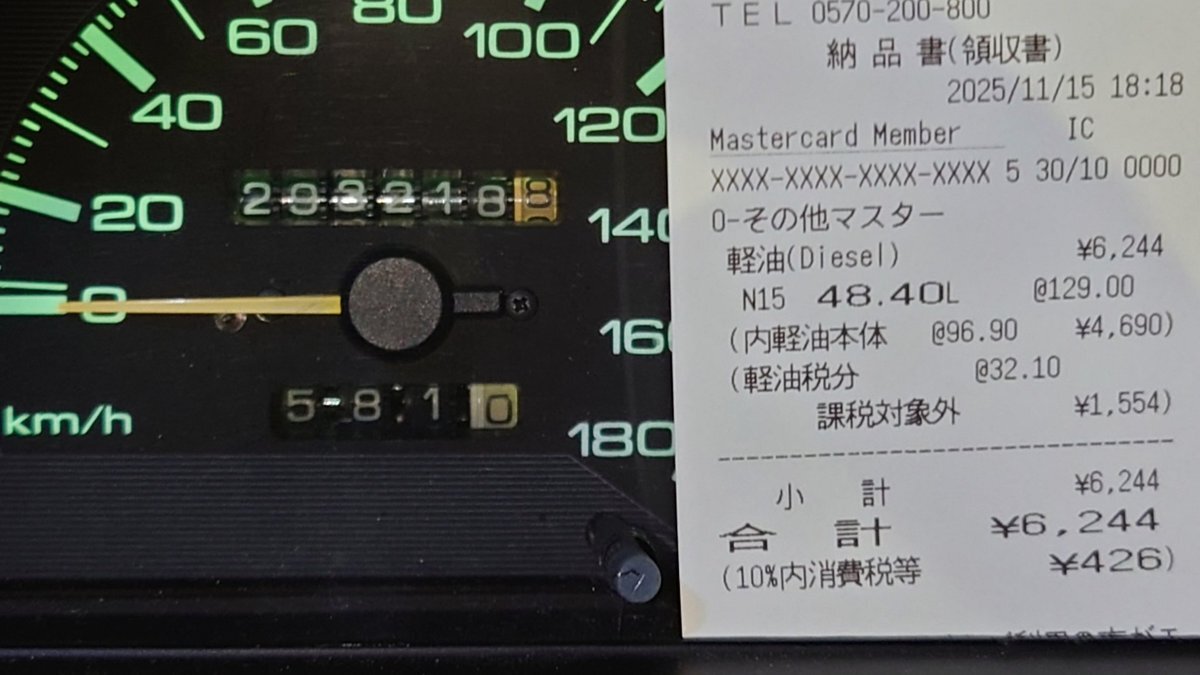 20
40
60
80
100
120
140
160
180
0
2932188
5810
km/h
TEL 0570-200-800
納品書(領収書)
2025/11/15 18:18
Mastercard Member IC
XXXX-XXXX-XXXX-XXXX 5 30/10 0000
0-その他マスター
軽油(Diesel) ¥6,244
N15 48.40L @129.00
(内軽油本体 @96.90 ¥4,690)
(軽油税分 @32.10
課税対象外 ¥1,554)
小計 ¥6,244
合計 ¥6,244
(10%内消費税等 ¥426)